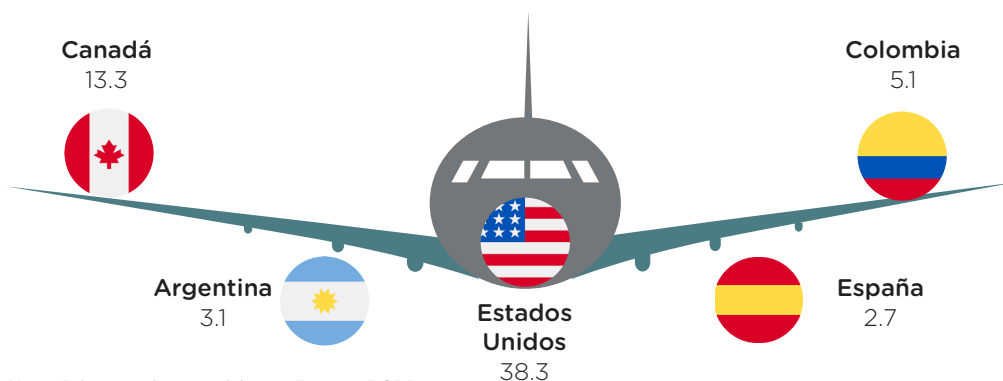 Canadá
13.3
Colombia
5.1
Argentina
3.1
Estados
Unidos
38.3
España
2.7